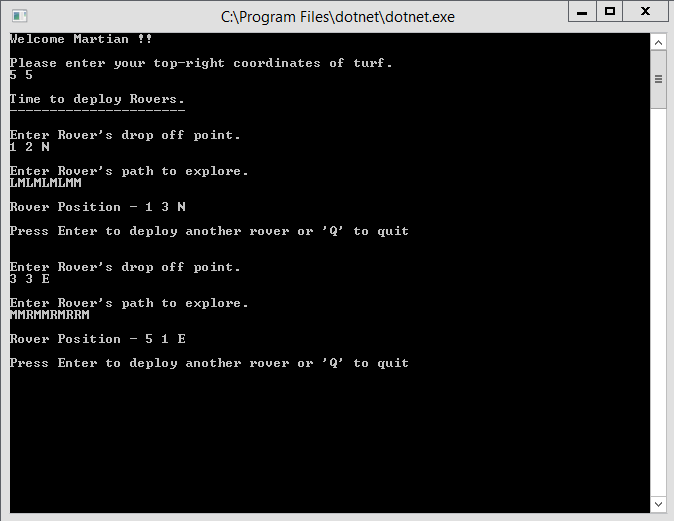 C:\Program Files\dotnet\dotnet.exe
Welcome Martian !!
Please enter your top-right coordinates of turf.
5 5
Time to deploy Rovers.
----------------------
Enter Rover's drop off point.
1 2 N
Enter Rover's path to explore.
LMLMLMLMM
Rover Position - 1 3 N
Press Enter to deploy another rover or 'Q' to quit
Enter Rover's drop off point.
3 3 E
Enter Rover's path to explore.
MMRMMRMRRM
Rover Position - 5 1 E
Press Enter to deploy another rover or 'Q' to quit